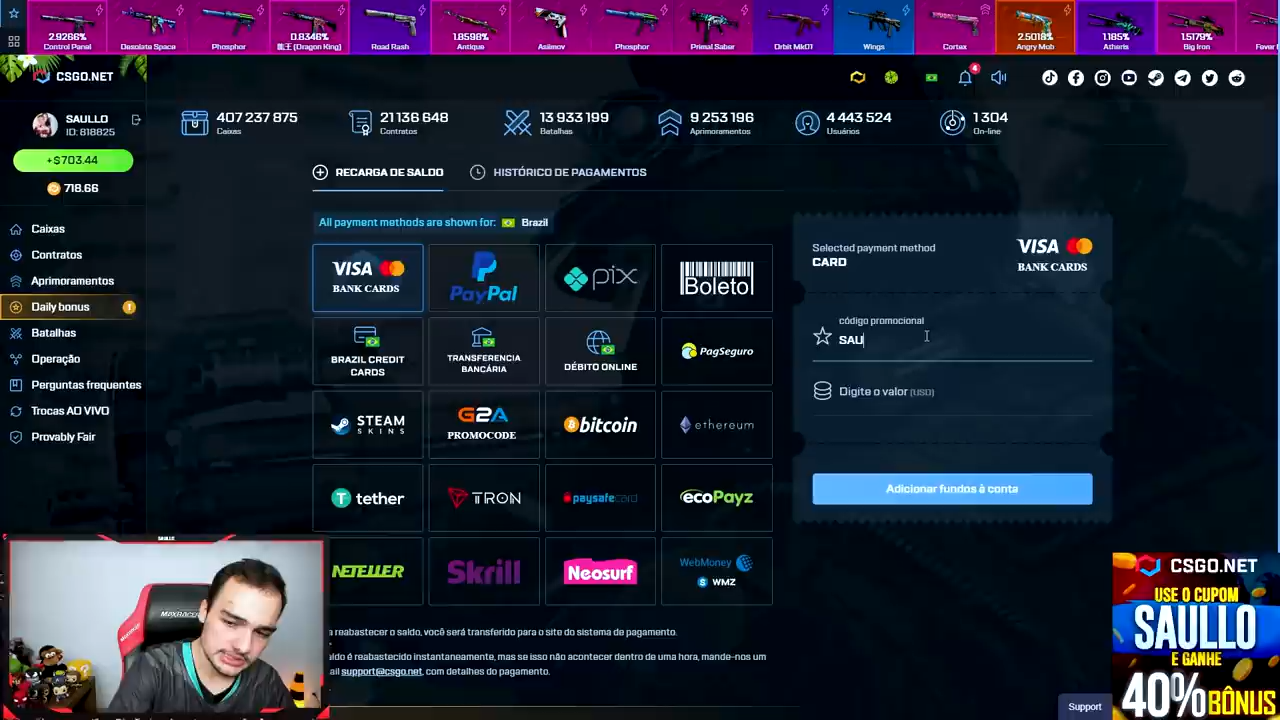 2.9266%
Control Panel
Desolate Space
Phosphor
0.8346%
龍王 (Dragon King)
Road Rash
1.8598%
Antique
Asiimov
Phosphor
Primal Saber
Orbit Mk01
Wings
Cortex
2.5018%
Angry Mob
1.185%
Atheris
1.5179%
Big Iron
Fever
CSGO.NET
4
SAULLO
ID: 818825
+$703.44
718.66
407 237 875
Caixas
21 136 648
Contratos
13 933 199
Batalhas
9 253 196
Aprimoramentos
4 443 524
Usuários
1 304
On-line
Caixas
Contratos
Aprimoramentos
Daily bonus
Batalhas
Operação
Perguntas frequentes
Trocas AO VIVO
Provably Fair
RECARGA DE SALDO
HISTÓRICO DE PAGAMENTOS
All payment methods are shown for: Brazil
VISA
BANK CARDS
PayPal
pix
Boleto
BRAZIL CREDIT
CARDS
TRANSFERENCIA
BANCÁRIA
DÉBITO ONLINE
PagSeguro
STEAM
SKINS
G2A
PROMOCODE
bitcoin
ethereum
tether
TRON
paysafecard
ecoPayz
NETELLER
Skrill
Neosurf
WebMoney
WMZ
a reabastecer o saldo, você será transferido para o site do sistema de pagamento.
aldo é reabastecido instantaneamente, mas se isso não acontecer dentro de uma hora, mande-nos um
ail support@csgo.net, com detalhes do pagamento.
Selected payment method
CARD
VISA
BANK CARDS
código promocional
SAU
Digite o valor (USD)
Adicionar fundos à conta
SAULLO
MAXRACER
Support
CSGO.NET
USE O CUPOM
SAULLO
E GANHE
40% BÔNUS